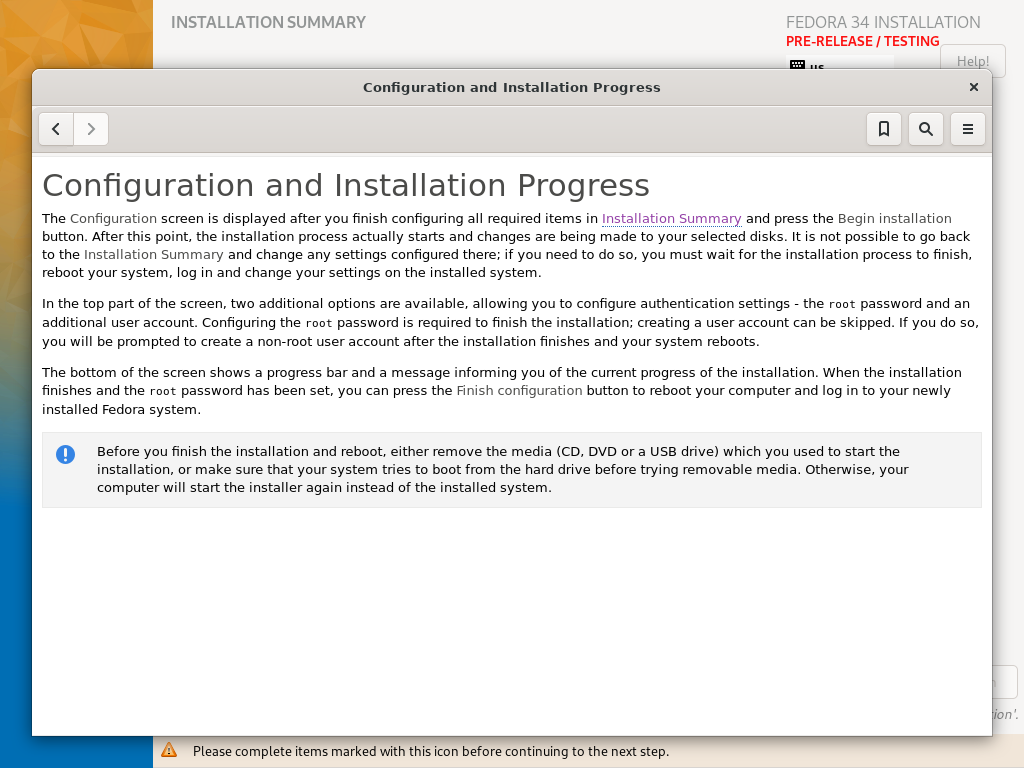 INSTALLATION SUMMARY
FEDORA 34 INSTALLATION
PRE-RELEASE / TESTING
us
Help!
Configuration and Installation Progress
Configuration and Installation Progress
The Configuration screen is displayed after you finish configuring all required items in Installation Summary and press the Begin installation
button. After this point, the installation process actually starts and changes are being made to your selected disks. It is not possible to go back
to the Installation Summary and change any settings configured there; if you need to do so, you must wait for the installation process to finish,
reboot your system, log in and change your settings on the installed system.
In the top part of the screen, two additional options are available, allowing you to configure authentication settings - the root password and an
additional user account. Configuring the root password is required to finish the installation; creating a user account can be skipped. If you do so,
you will be prompted to create a non-root user account after the installation finishes and your system reboots.
The bottom of the screen shows a progress bar and a message informing you of the current progress of the installation. When the installation
finishes and the root password has been set, you can press the Finish configuration button to reboot your computer and log in to your newly
installed Fedora system.
Before you finish the installation and reboot, either remove the media (CD, DVD or a USB drive) which you used to start the
installation, or make sure that your system tries to boot from the hard drive before trying removable media. Otherwise, your
computer will start the installer again instead of the installed system.
Please complete items marked with this icon before continuing to the next step.